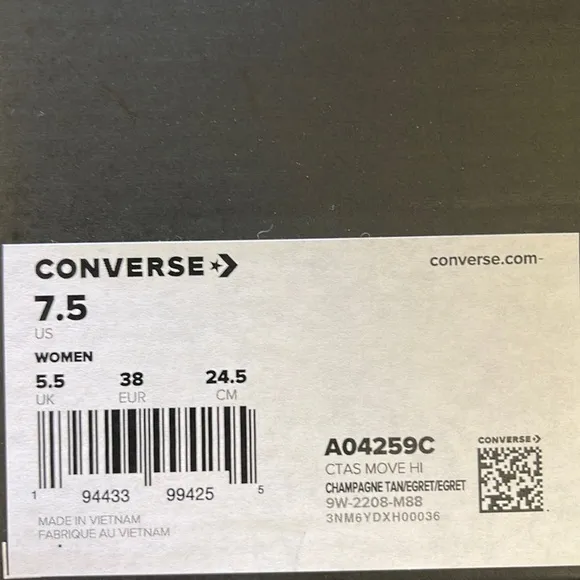 CONVERSE
converse.com-
7.5
US
WOMEN
5.5 38 24.5
UK EUR CM
1 94433 99425 5
MADE IN VIETNAM
FABRIQUE AU VIETNAM
A04259C
CTAS MOVE HI
CHAMPAGNE TAN/EGRET/EGRET
9W-2208-M88
3NM6YDXH00036
CONVERSE